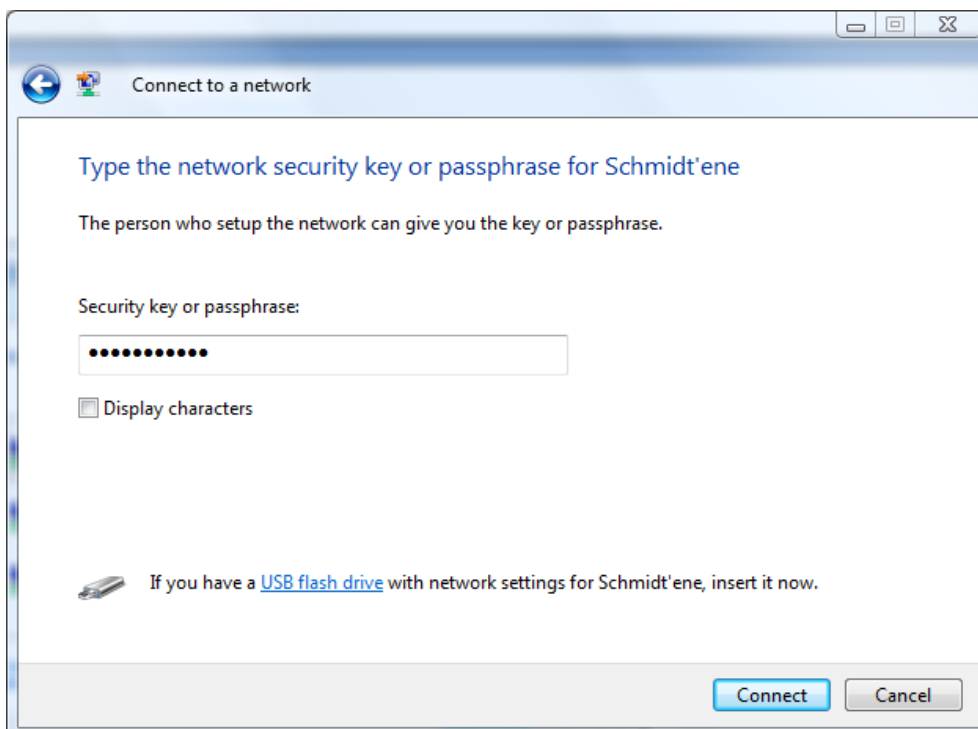 Connect to a network
Type the network security key or passphrase for Schmidt'ene
The person who setup the network can give you the key or passphrase.
Security key or passphrase:
●●●●●●●●●●●
Display characters
If you have a USB flash drive with network settings for Schmidt'ene, insert it now.
Connect Cancel